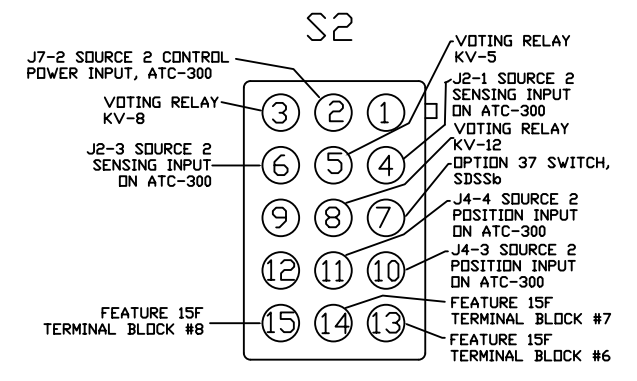 S2
J7-2 SOURCE 2 CONTROL
POWER INPUT, ATC-300
VOTING RELAY
KV-8
J2-3 SOURCE 2
SENSING INPUT
ON ATC-300
FEATURE 15F
TERMINAL BLOCK #8
3 2 1
6 5 4
9 8 7
12 11 10
15 14 13
VOTING RELAY
KV-5
J2-1 SOURCE 2
SENSING INPUT
ON ATC-300
VOTING RELAY
KV-12
OPTION 37 SWITCH,
SDSSb
J4-4 SOURCE 2
POSITION INPUT
ON ATC-300
J4-3 SOURCE 2
POSITION INPUT
ON ATC-300
FEATURE 15F
TERMINAL BLOCK #7
FEATURE 15F
TERMINAL BLOCK #6